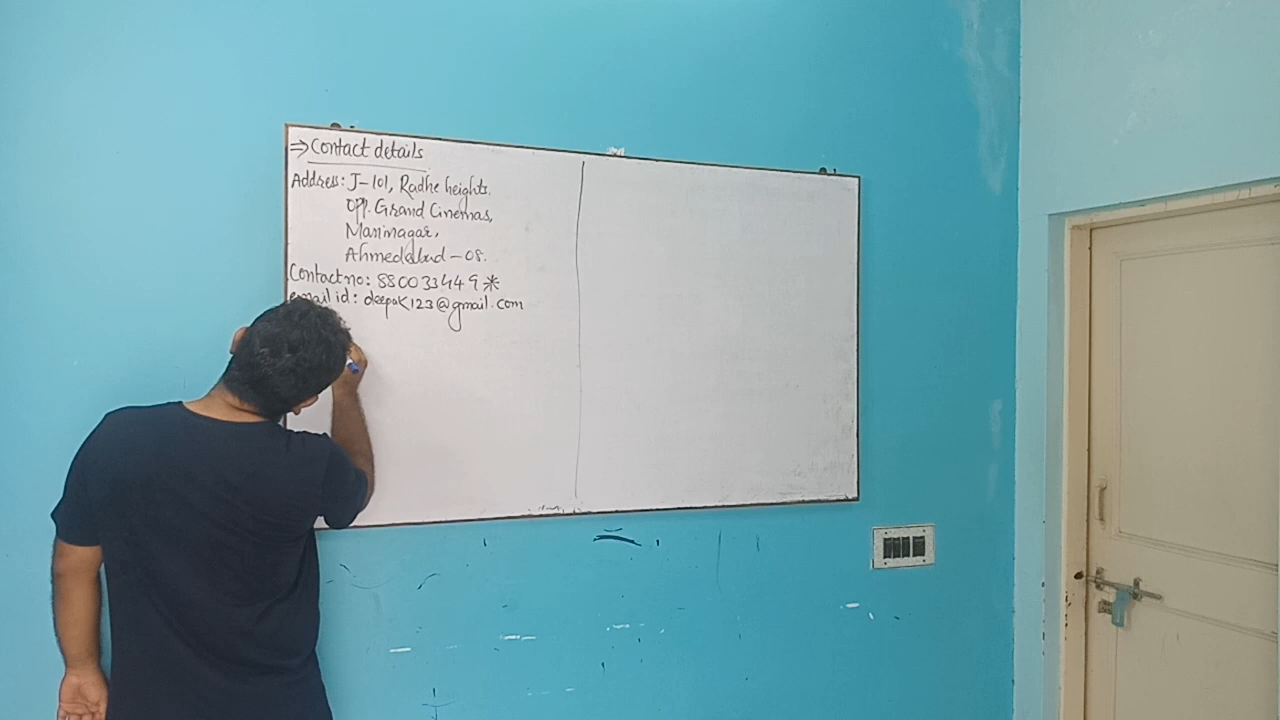 ⇒ Contact details
Address: J-101, Radhe heights,
opp. Grand Cinemas,
Maninagar,
Ahmedabad - 08.
Contact no: 880033449*
email id: deepak123@gmail.com